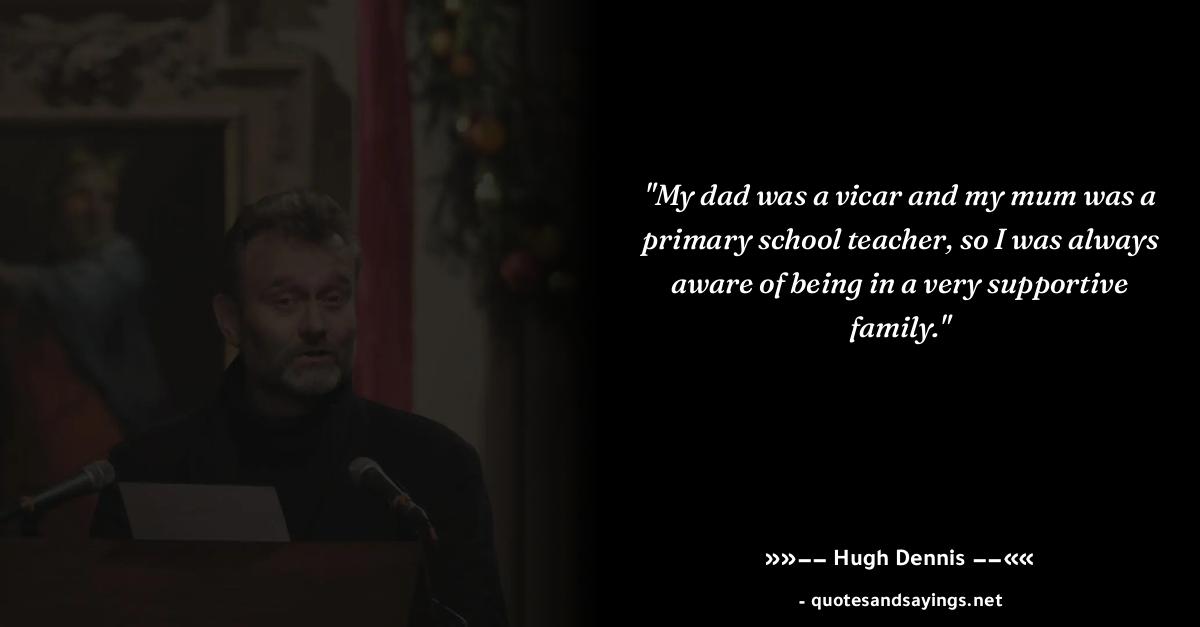 "My dad was a vicar and my mum was a
primary school teacher, so I was always
aware of being in a very supportive
family."
»»−− Hugh Dennis −−««
- quotesandsayings.net